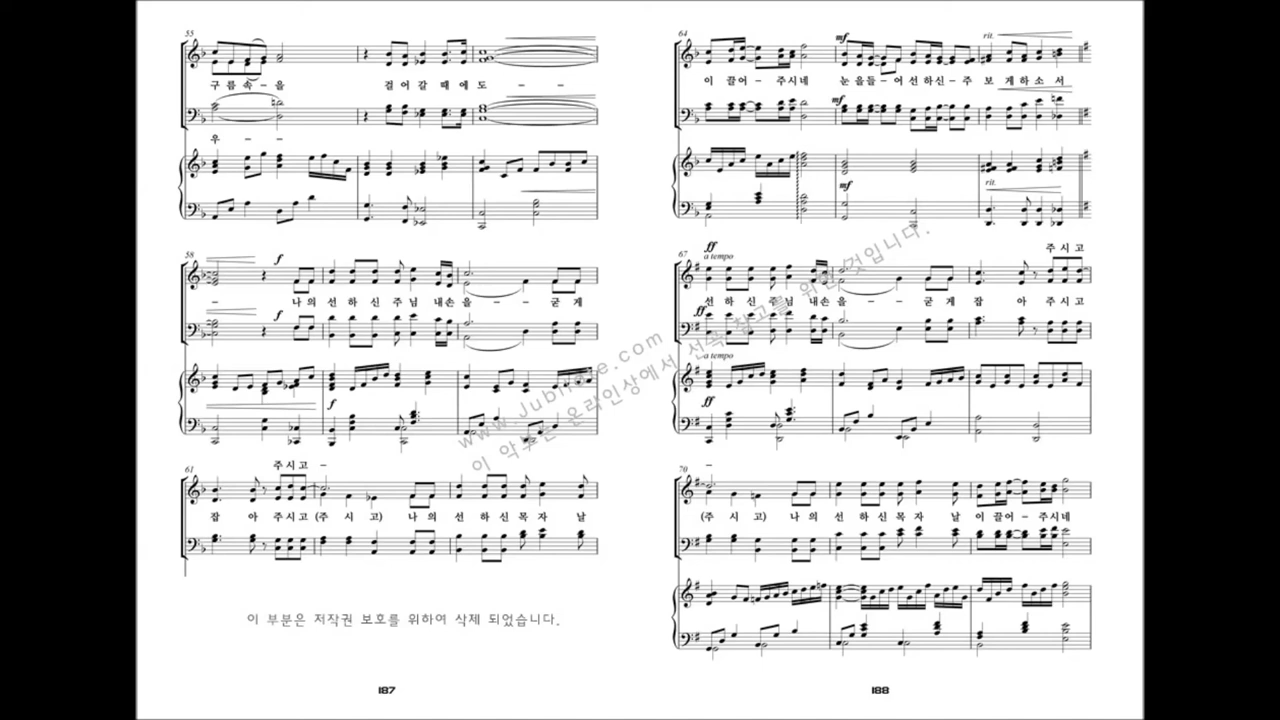 55
구름속-을 걸어갈때에도--
우--
58
f
- 나의선하신주님내손을--굳게
f
f
61
주시고-
잡 아 주시고 (주 시 고) 나 의 선 하 신 목 자 날
이 부분은 저작권 보호를 위하여 삭제 되었습니다.
187
64
mf
rit.
이 끌어-주시네 눈을들-어선하신-주 보 게하소서
mf
mf
rit.
67
ff
a tempo
주시고
선하신주님내손을--굳게 잡 아 주시고
ff
a tempo
ff
70
-
(주 시 고) 나 의 선 하 신 목 자 날 이 끌어-주시네
188
www.Jubilate.com
이 악보는 온라인상에서 선곡 참고를 위한 것입니다.